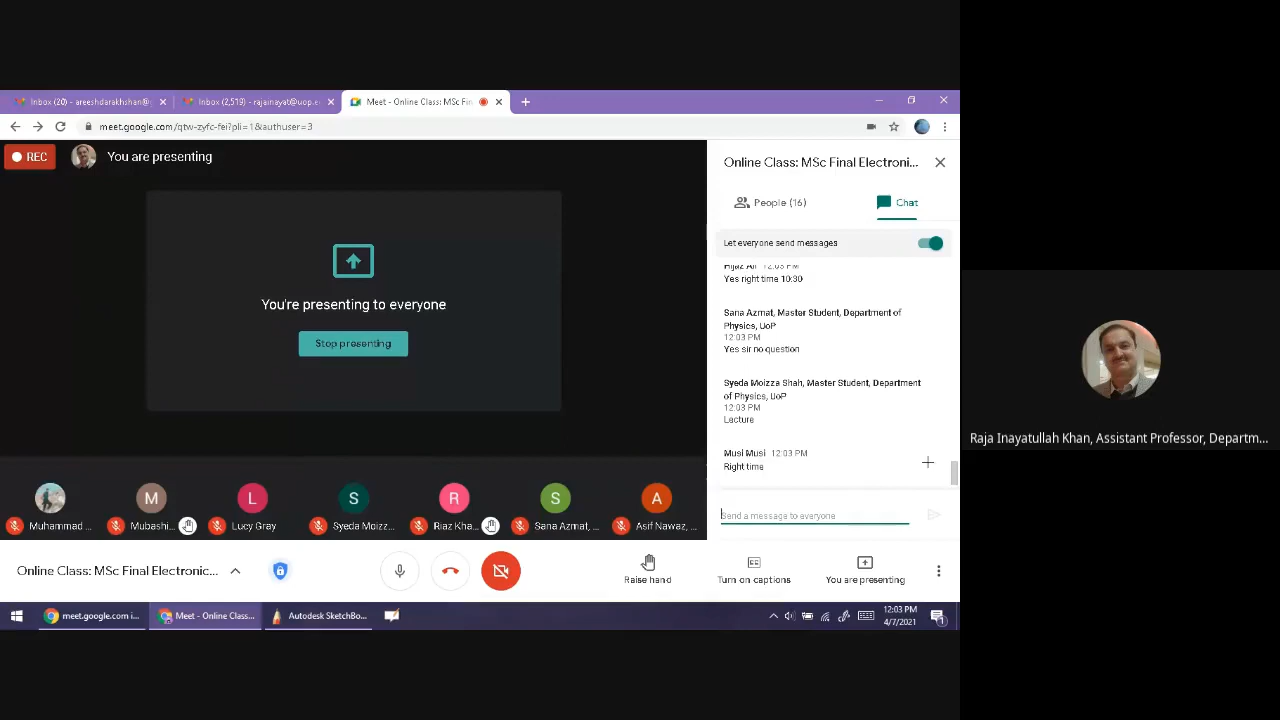 Inbox (20) - areeshdarakhshan@
Inbox (2,519) - rajainayat@uop.e
Meet - Online Class: MSc Fin
meet.google.com/qtw-zyfc-fei?pli=1&authuser=3
REC
You are presenting
Online Class: MSc Final Electroni...
People (16)
Chat
Let everyone send messages
You're presenting to everyone
Stop presenting
Hijaz Ali 12:03 PM
Yes right time 10:30
Sana Azmat, Master Student, Department of
Physics, UoP
12:03 PM
Yes sir no question
Syeda Moizza Shah, Master Student, Department
of Physics, UoP
12:03 PM
Lacture
Musi Musi 12:03 PM
Right time
Send a message to everyone
M
L
S
R
S
A
Muhammad ...
Mubashi...
Lucy Gray
Syeda Moizz...
Riaz Kha...
Sana Azmat, ...
Asif Nawaz, ...
Raja Inayatullah Khan, Assistant Professor, Departm...
Online Class: MSc Final Electronic...
Raise hand
Turn on captions
You are presenting
meet.google.com i...
Meet - Online Class...
Autodesk SketchBo...
12:03 PM
4/7/2021
1